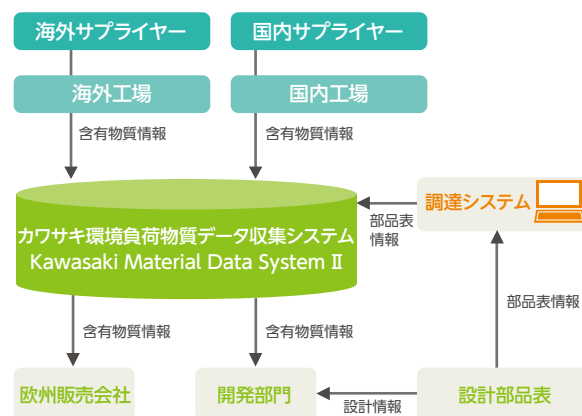 海外サプライヤー
国内サプライヤー
海外工場
国内工場
含有物質情報
含有物質情報
カワサキ環境負荷物質データ収集システム
Kawasaki Material Data System Ⅱ
部品表
情報
調達システム
部品表情報
含有物質情報
含有物質情報
欧州販売会社
開発部門
設計情報
設計部品表